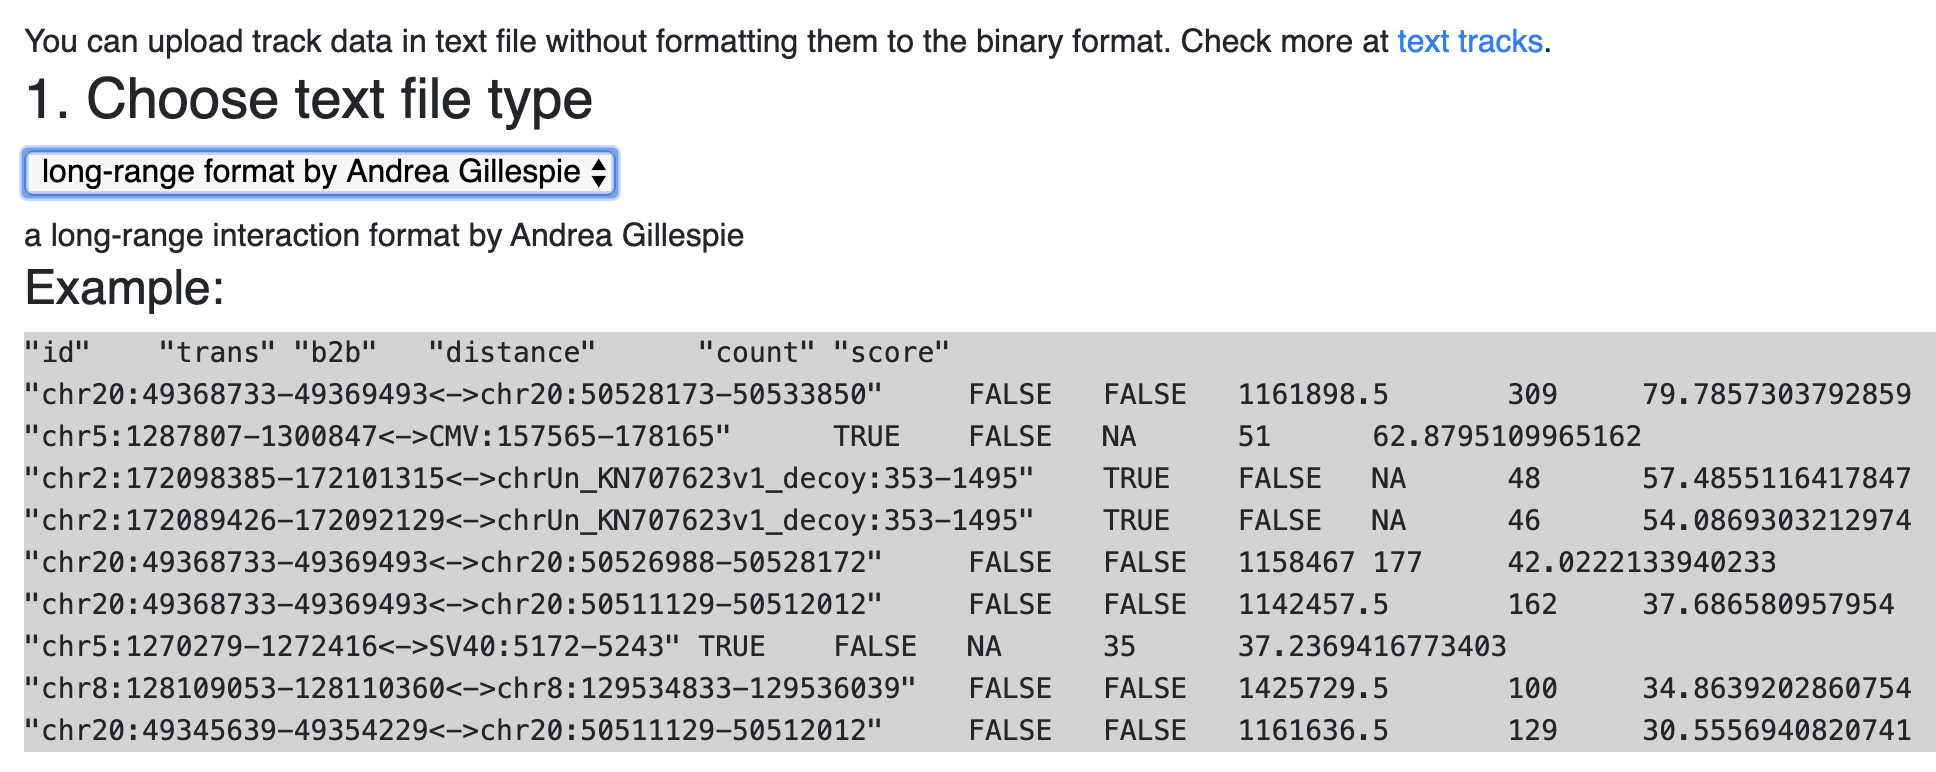 You can upload track data in text file without formatting them to the binary format. Check more at text tracks.
1. Choose text file type
long-range format by Andrea Gillespie
a long-range interaction format by Andrea Gillespie
Example:
"id"    "trans" "b2b"   "distance"      "count" "score"
"chr20:49368733-49369493<->chr20:50528173-50533850"     FALSE   FALSE   1161898.5       309     79.7857303792859
"chr5:1287807-1300847<->CMV:157565-178165"      TRUE    FALSE   NA      51      62.8795109965162
"chr2:172098385-172101315<->chrUn_KN707623v1_decoy:353-1495"    TRUE    FALSE   NA      48      57.4855116417847
"chr2:172089426-172092129<->chrUn_KN707623v1_decoy:353-1495"    TRUE    FALSE   NA      46      54.0869303212974
"chr20:49368733-49369493<->chr20:50526988-50528172"     FALSE   FALSE   1158467 177     42.0222133940233
"chr20:49368733-49369493<->chr20:50511129-50512012"     FALSE   FALSE   1142457.5       162     37.686580957954
"chr5:1270279-1272416<->SV40:5172-5243" TRUE    FALSE   NA      35      37.2369416773403
"chr8:128109053-128110360<->chr8:129534833-129536039"   FALSE   FALSE   1425729.5       100     34.8639202860754
"chr20:49345639-49354229<->chr20:50511129-50512012"     FALSE   FALSE   1161636.5       129     30.5556940820741